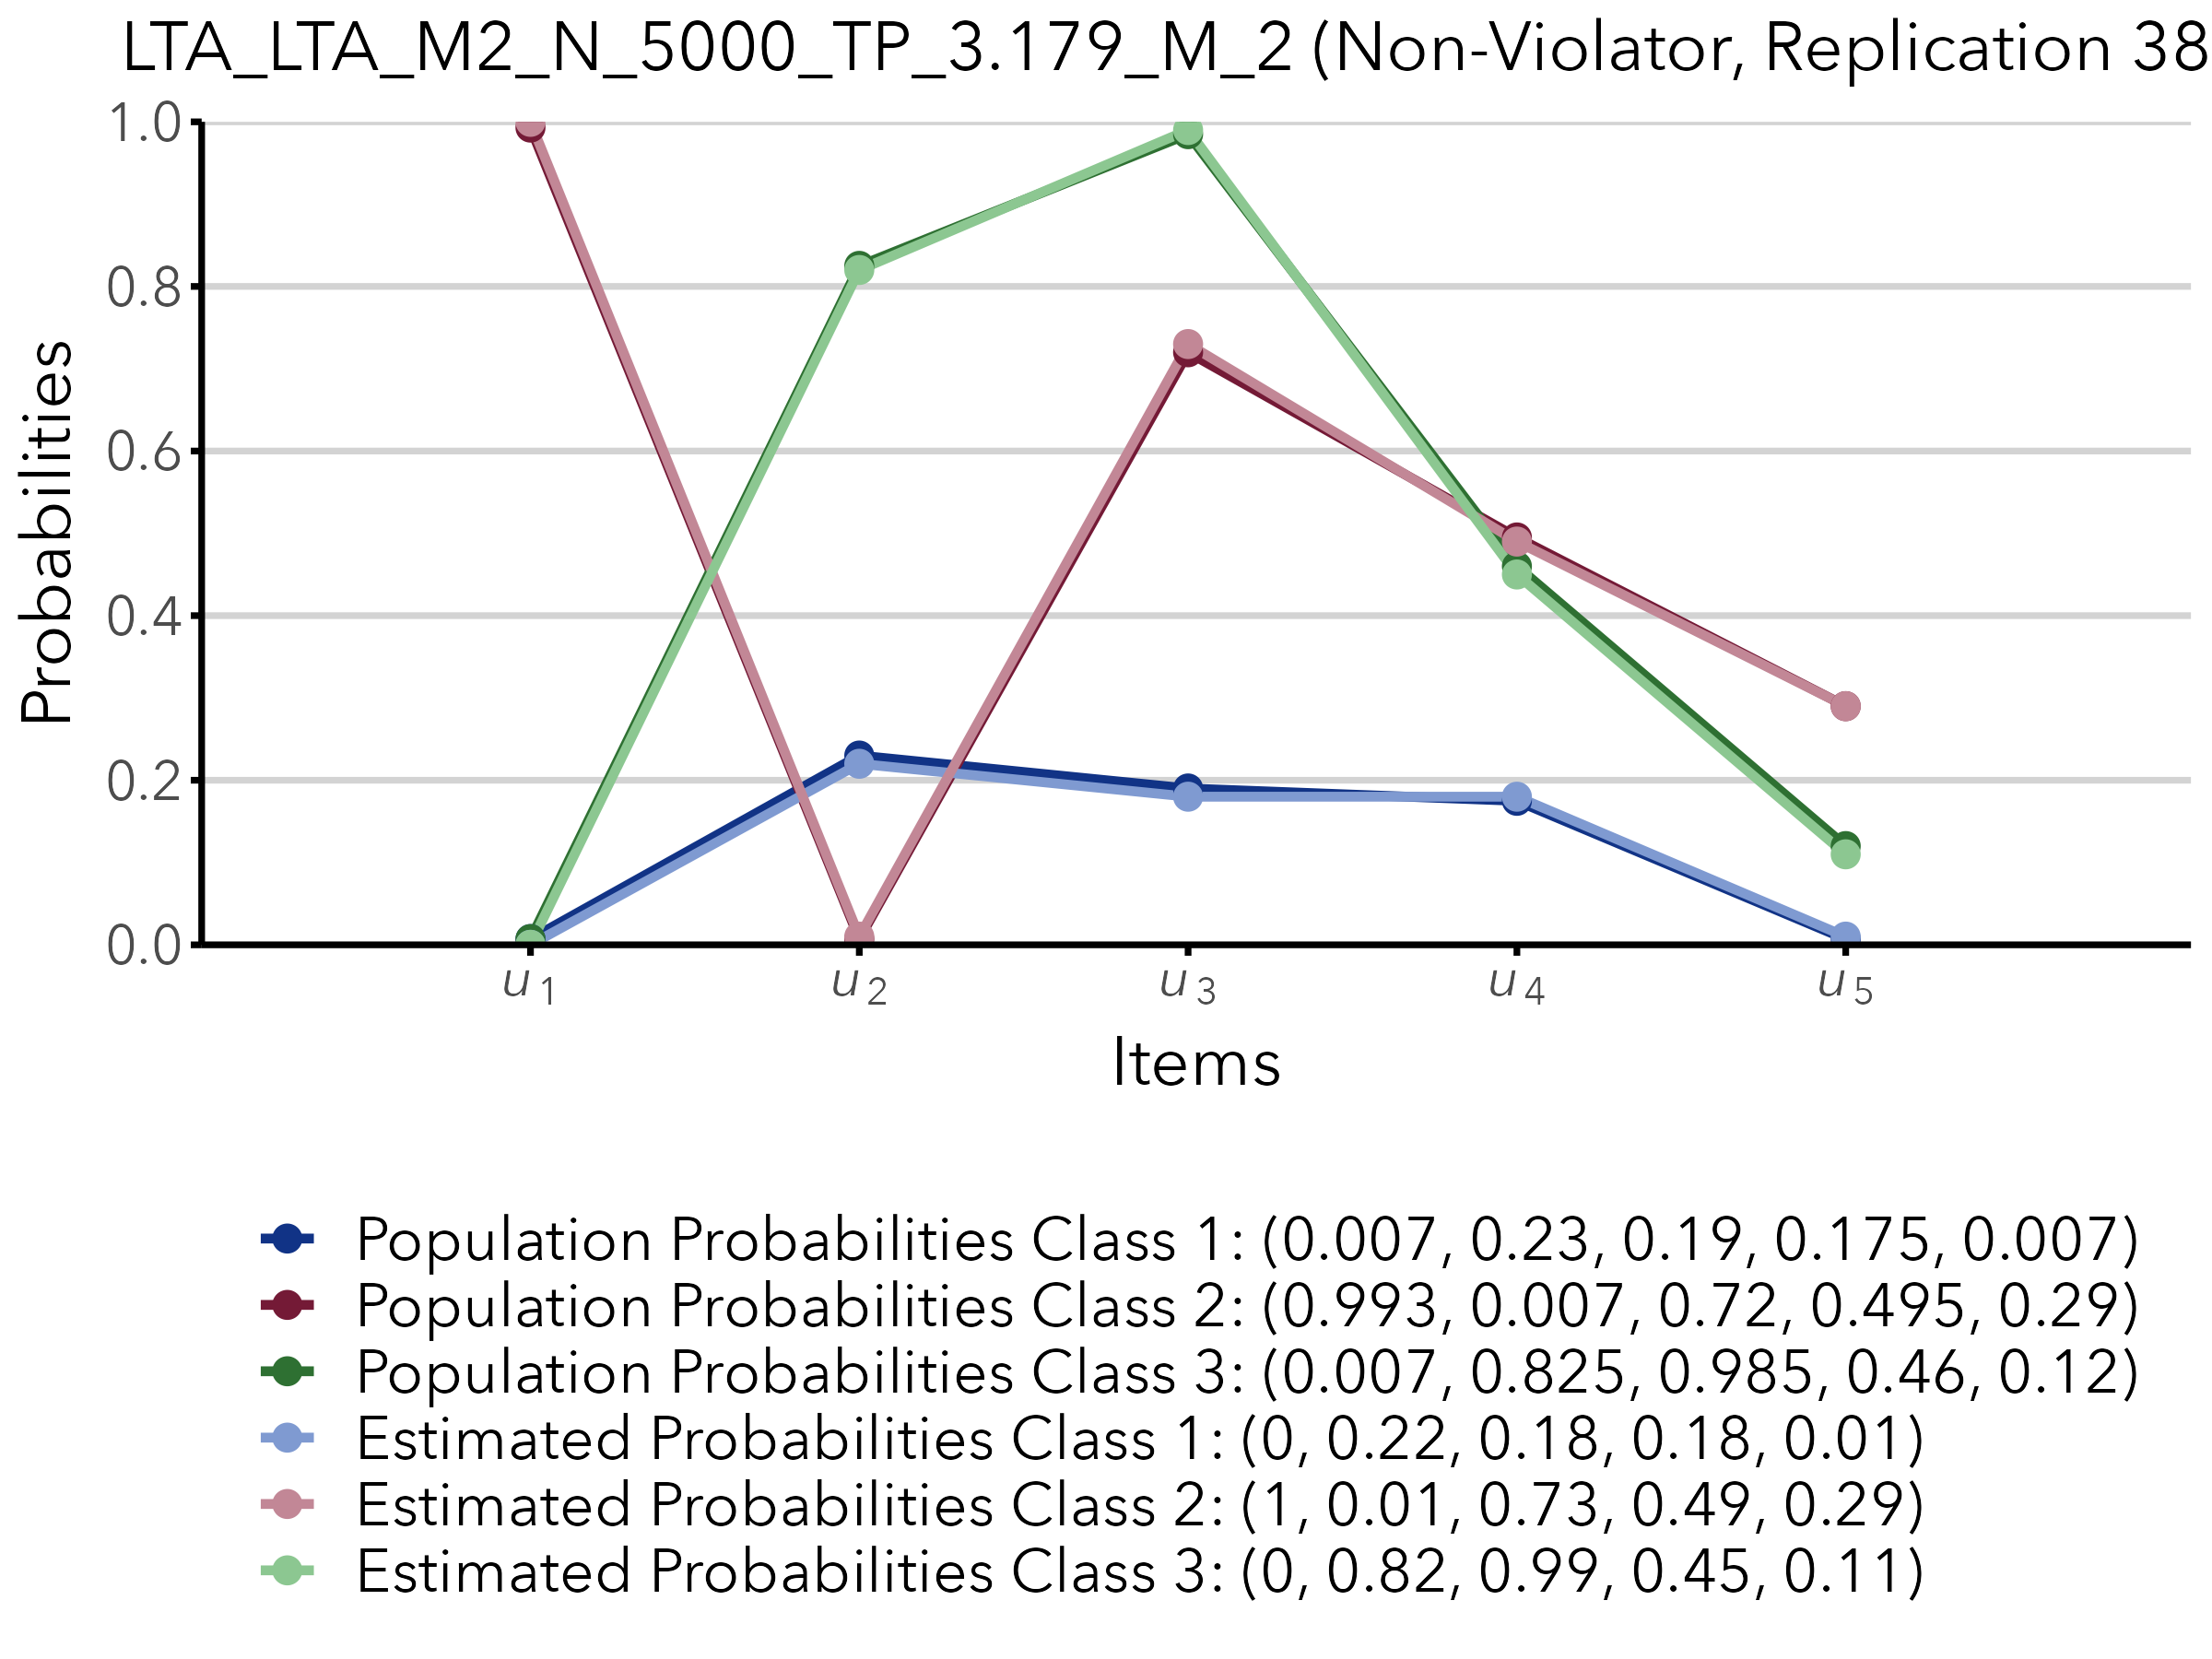 LTA_LTA_M2_N_5000_TP_3.179_M_2 (Non-Violator, Replication 38
Probabilities
1.0
0.8
0.6
0.4
0.2
0.0
u1 u2 u3 u4 u5
Items
Population Probabilities Class 1: (0.007, 0.23, 0.19, 0.175, 0.007)
Population Probabilities Class 2: (0.993, 0.007, 0.72, 0.495, 0.29)
Population Probabilities Class 3: (0.007, 0.825, 0.985, 0.46, 0.12)
Estimated Probabilities Class 1: (0, 0.22, 0.18, 0.18, 0.01)
Estimated Probabilities Class 2: (1, 0.01, 0.73, 0.49, 0.29)
Estimated Probabilities Class 3: (0, 0.82, 0.99, 0.45, 0.11)